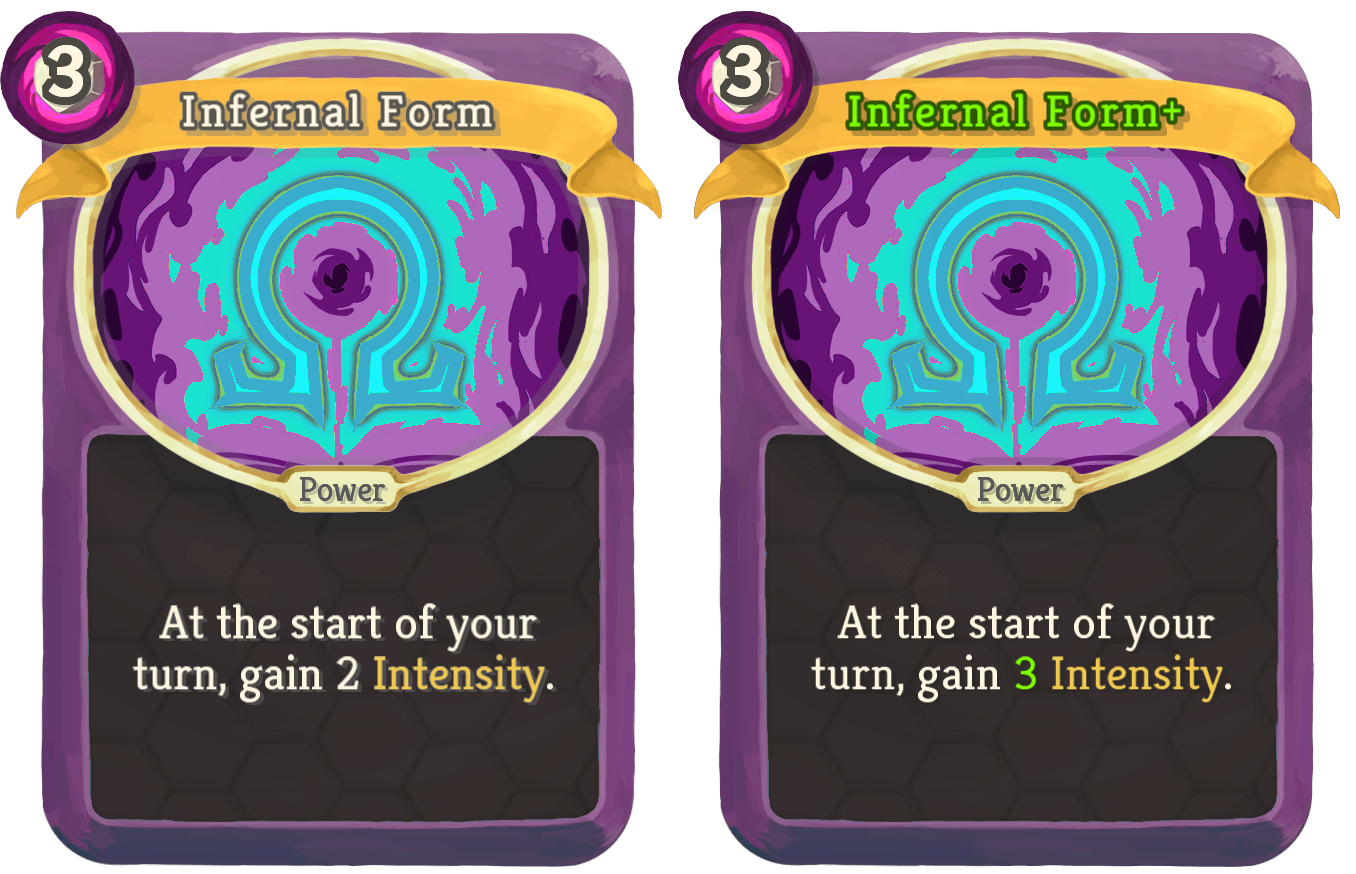 3
Infernal Form
Power
At the start of your
turn, gain 2 Intensity.
3
Infernal Form+
Power
At the start of your
turn, gain 3 Intensity.